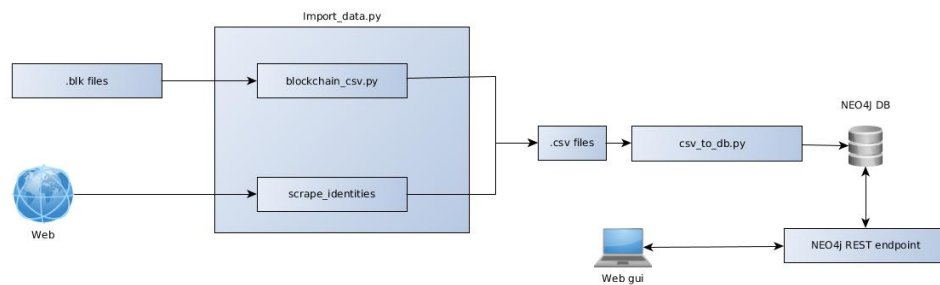 Import_data.py
.blk files
blockchain_csv.py
NEO4J DB
.csv files
csv_to_db.py
scrape_identities
Web
NEO4j REST endpoint
Web gui